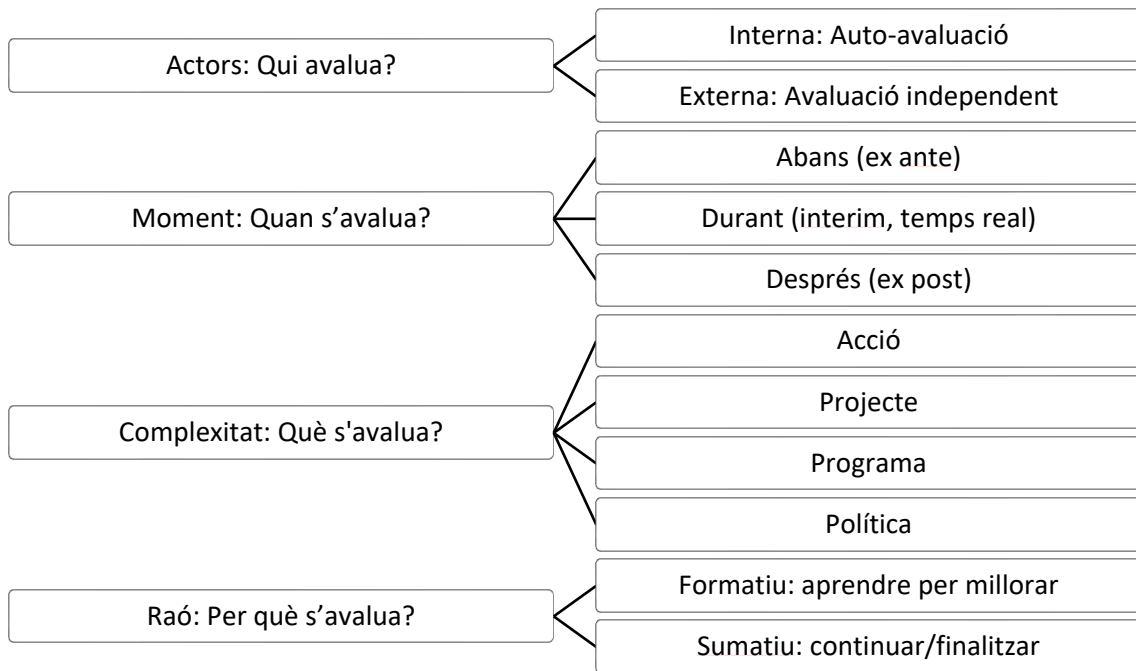 Actors: Qui avalua?
Interna: Auto-avaluació
Externa: Avaluació independent
Moment: Quan s’avalua?
Abans (ex ante)
Durant (interim, temps real)
Després (ex post)
Complexitat: Què s'avalua?
Acció
Projecte
Programa
Política
Raó: Per què s’avalua?
Formatiu: aprendre per millorar
Sumatiu: continuar/finalitzar